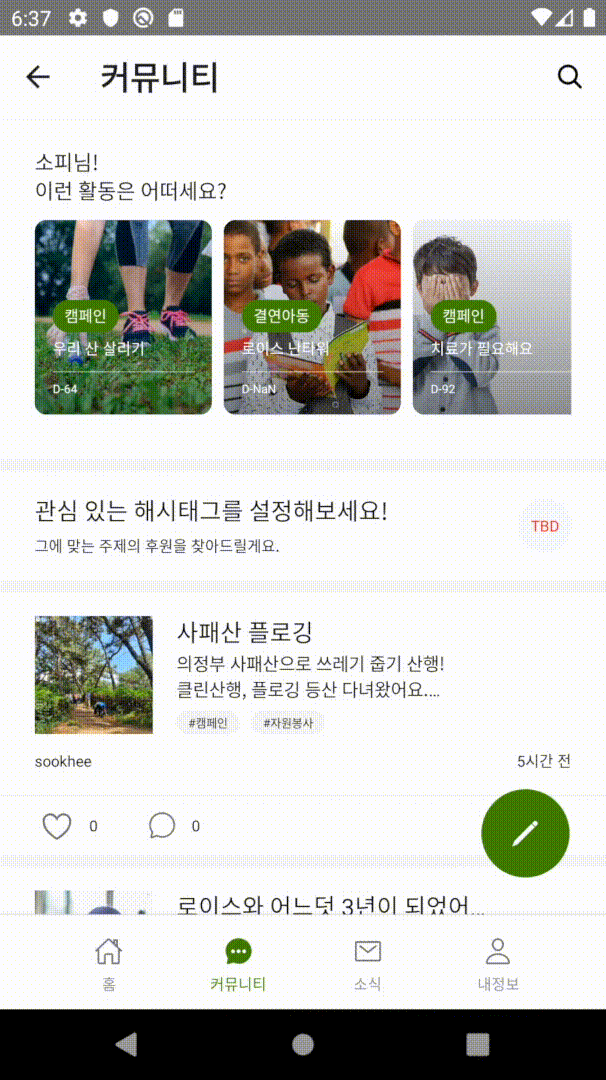 6:37
커뮤니티
소피님!
이런 활동은 어떠세요?
캠페인
우리 산 살리기
D-64
결연아동
로이스 난타워
D-NaN
캠페인
치료가 필요해요
D-92
관심 있는 해시태그를 설정해보세요!
그에 맞는 주제의 후원을 찾아드릴게요.
TBD
사패산 플로깅
의정부 사패산으로 쓰레기 줍기 산행!
클린산행, 플로깅 등산 다녀왔어요....
#캠페인
#자원봉사
sookhee
5시간 전
0
0
로이스와 어느덧 3년이 되었어...
홈
커뮤니티
소식
내정보